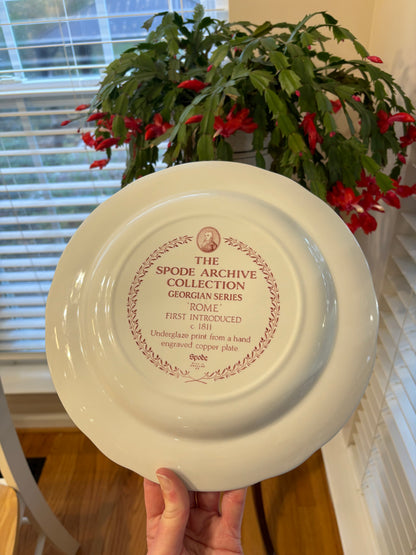 THE
SPODE ARCHIVE
COLLECTION
GEORGIAN SERIES
'ROME'
FIRST INTRODUCED
c. 1811
Underglaze print from a hand
engraved copper plate
Spode